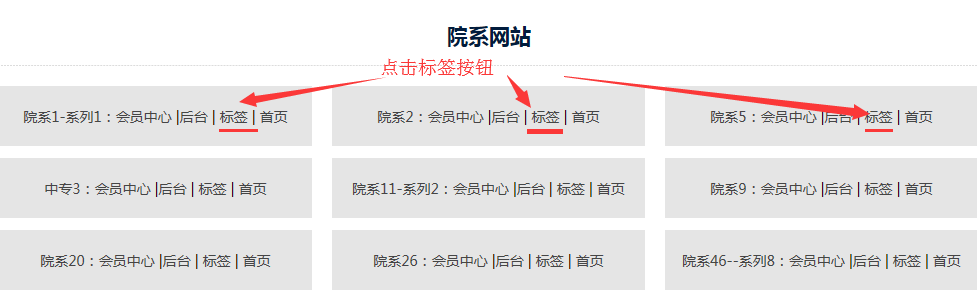 院系网站
点击标签按钮
院系1-系列1：会员中心 |后台 | 标签 | 首页
院系2：会员中心 |后台 | 标签 | 首页
院系5：会员中心 |后台 | 标签 | 首页
中专3：会员中心 |后台 | 标签 | 首页
院系11-系列2：会员中心 |后台 | 标签 | 首页
院系9：会员中心 |后台 | 标签 | 首页
院系20：会员中心 |后台 | 标签 | 首页
院系26：会员中心 |后台 | 标签 | 首页
院系46--系列8：会员中心 |后台 | 标签 | 首页